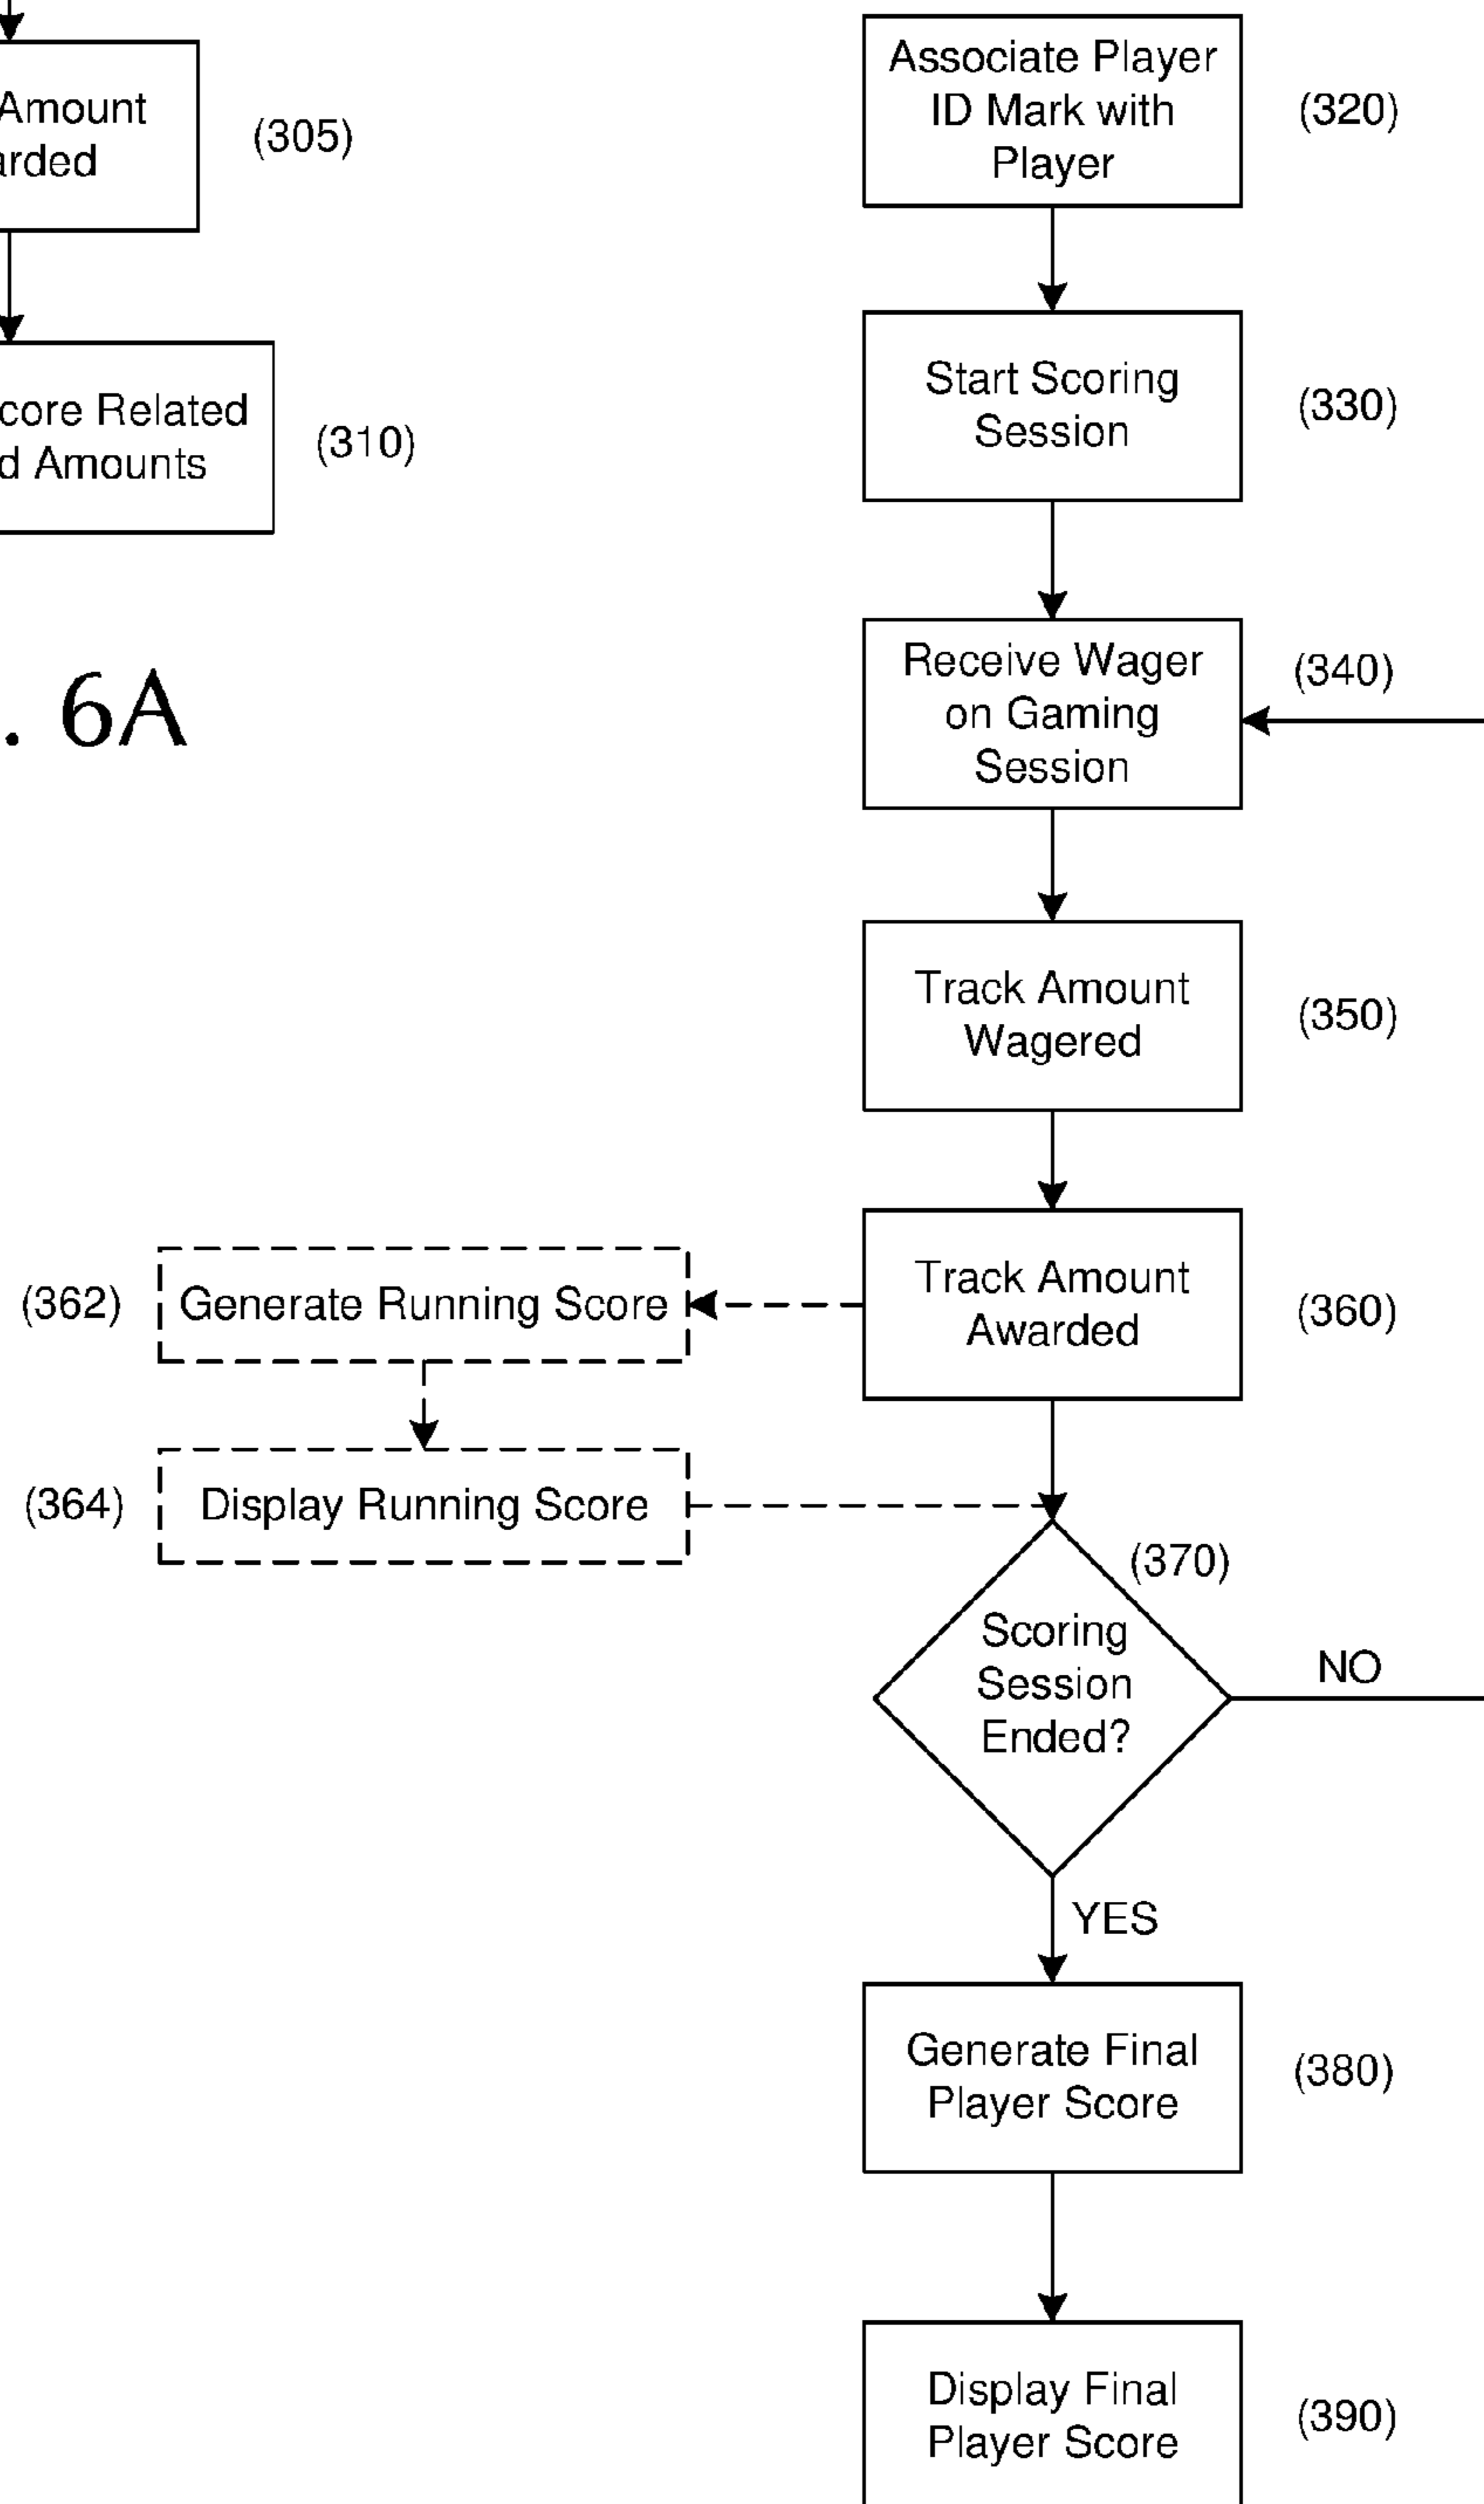 Amount
(305)
(310)
Related
Amounts
. 6A
Associate Player
ID Mark with
Player
(320)
Start Scoring
Session
(330)
Receive Wager
on Gaming
Session
(340)
Track Amount
Wagered
(350)
Track Amount
Awarded
(360)
(362)
Generate Running Score
(364)
Display Running Score
(370)
Scoring
Session
Ended?
NO
YES
Generate Final
Player Score
(380)
Display Final
Player Score
(390)